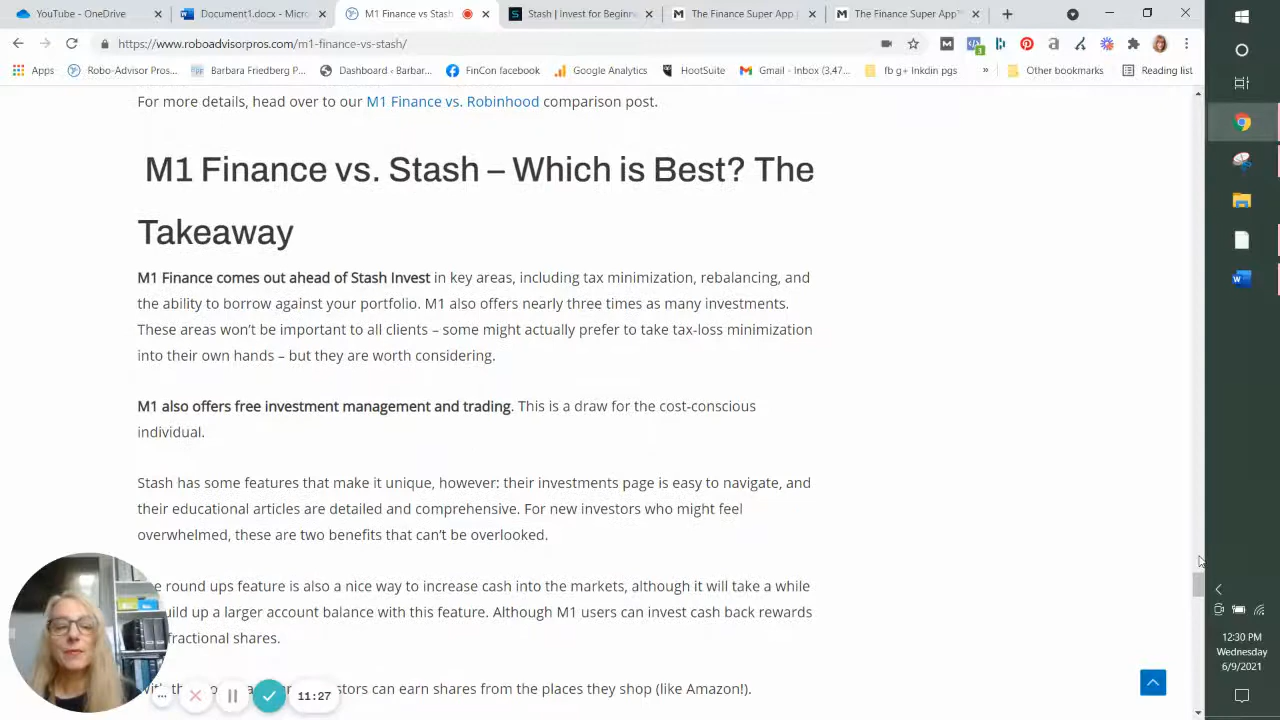 YouTube - OneDrive
Document1.docx - Micro
M1 Finance vs Stash
Stash | Invest for Beginne
The Finance Super App™
The Finance Super App™
https://www.roboadvisorpros.com/m1-finance-vs-stash/
Apps
Robo-Advisor Pros...
Barbara Friedberg P...
Dashboard ‹ Barbar...
FinCon facebook
Google Analytics
HootSuite
Gmail - Inbox (3,47...
fb g+ lnkdin pgs
»
Other bookmarks
Reading list
For more details, head over to our M1 Finance vs. Robinhood comparison post.
M1 Finance vs. Stash – Which is Best? The
Takeaway
M1 Finance comes out ahead of Stash Invest in key areas, including tax minimization, rebalancing, and
the ability to borrow against your portfolio. M1 also offers nearly three times as many investments.
These areas won't be important to all clients – some might actually prefer to take tax-loss minimization
into their own hands – but they are worth considering.
M1 also offers free investment management and trading. This is a draw for the cost-conscious
individual.
Stash has some features that make it unique, however: their investments page is easy to navigate, and
their educational articles are detailed and comprehensive. For new investors who might feel
overwhelmed, these are two benefits that can't be overlooked.
round ups feature is also a nice way to increase cash into the markets, although it will take a while
up a larger account balance with this feature. Although M1 users can invest cash back rewards
fractional shares.
can earn shares from the places they shop (like Amazon!).
11:27
12:30 PM
Wednesday
6/9/2021